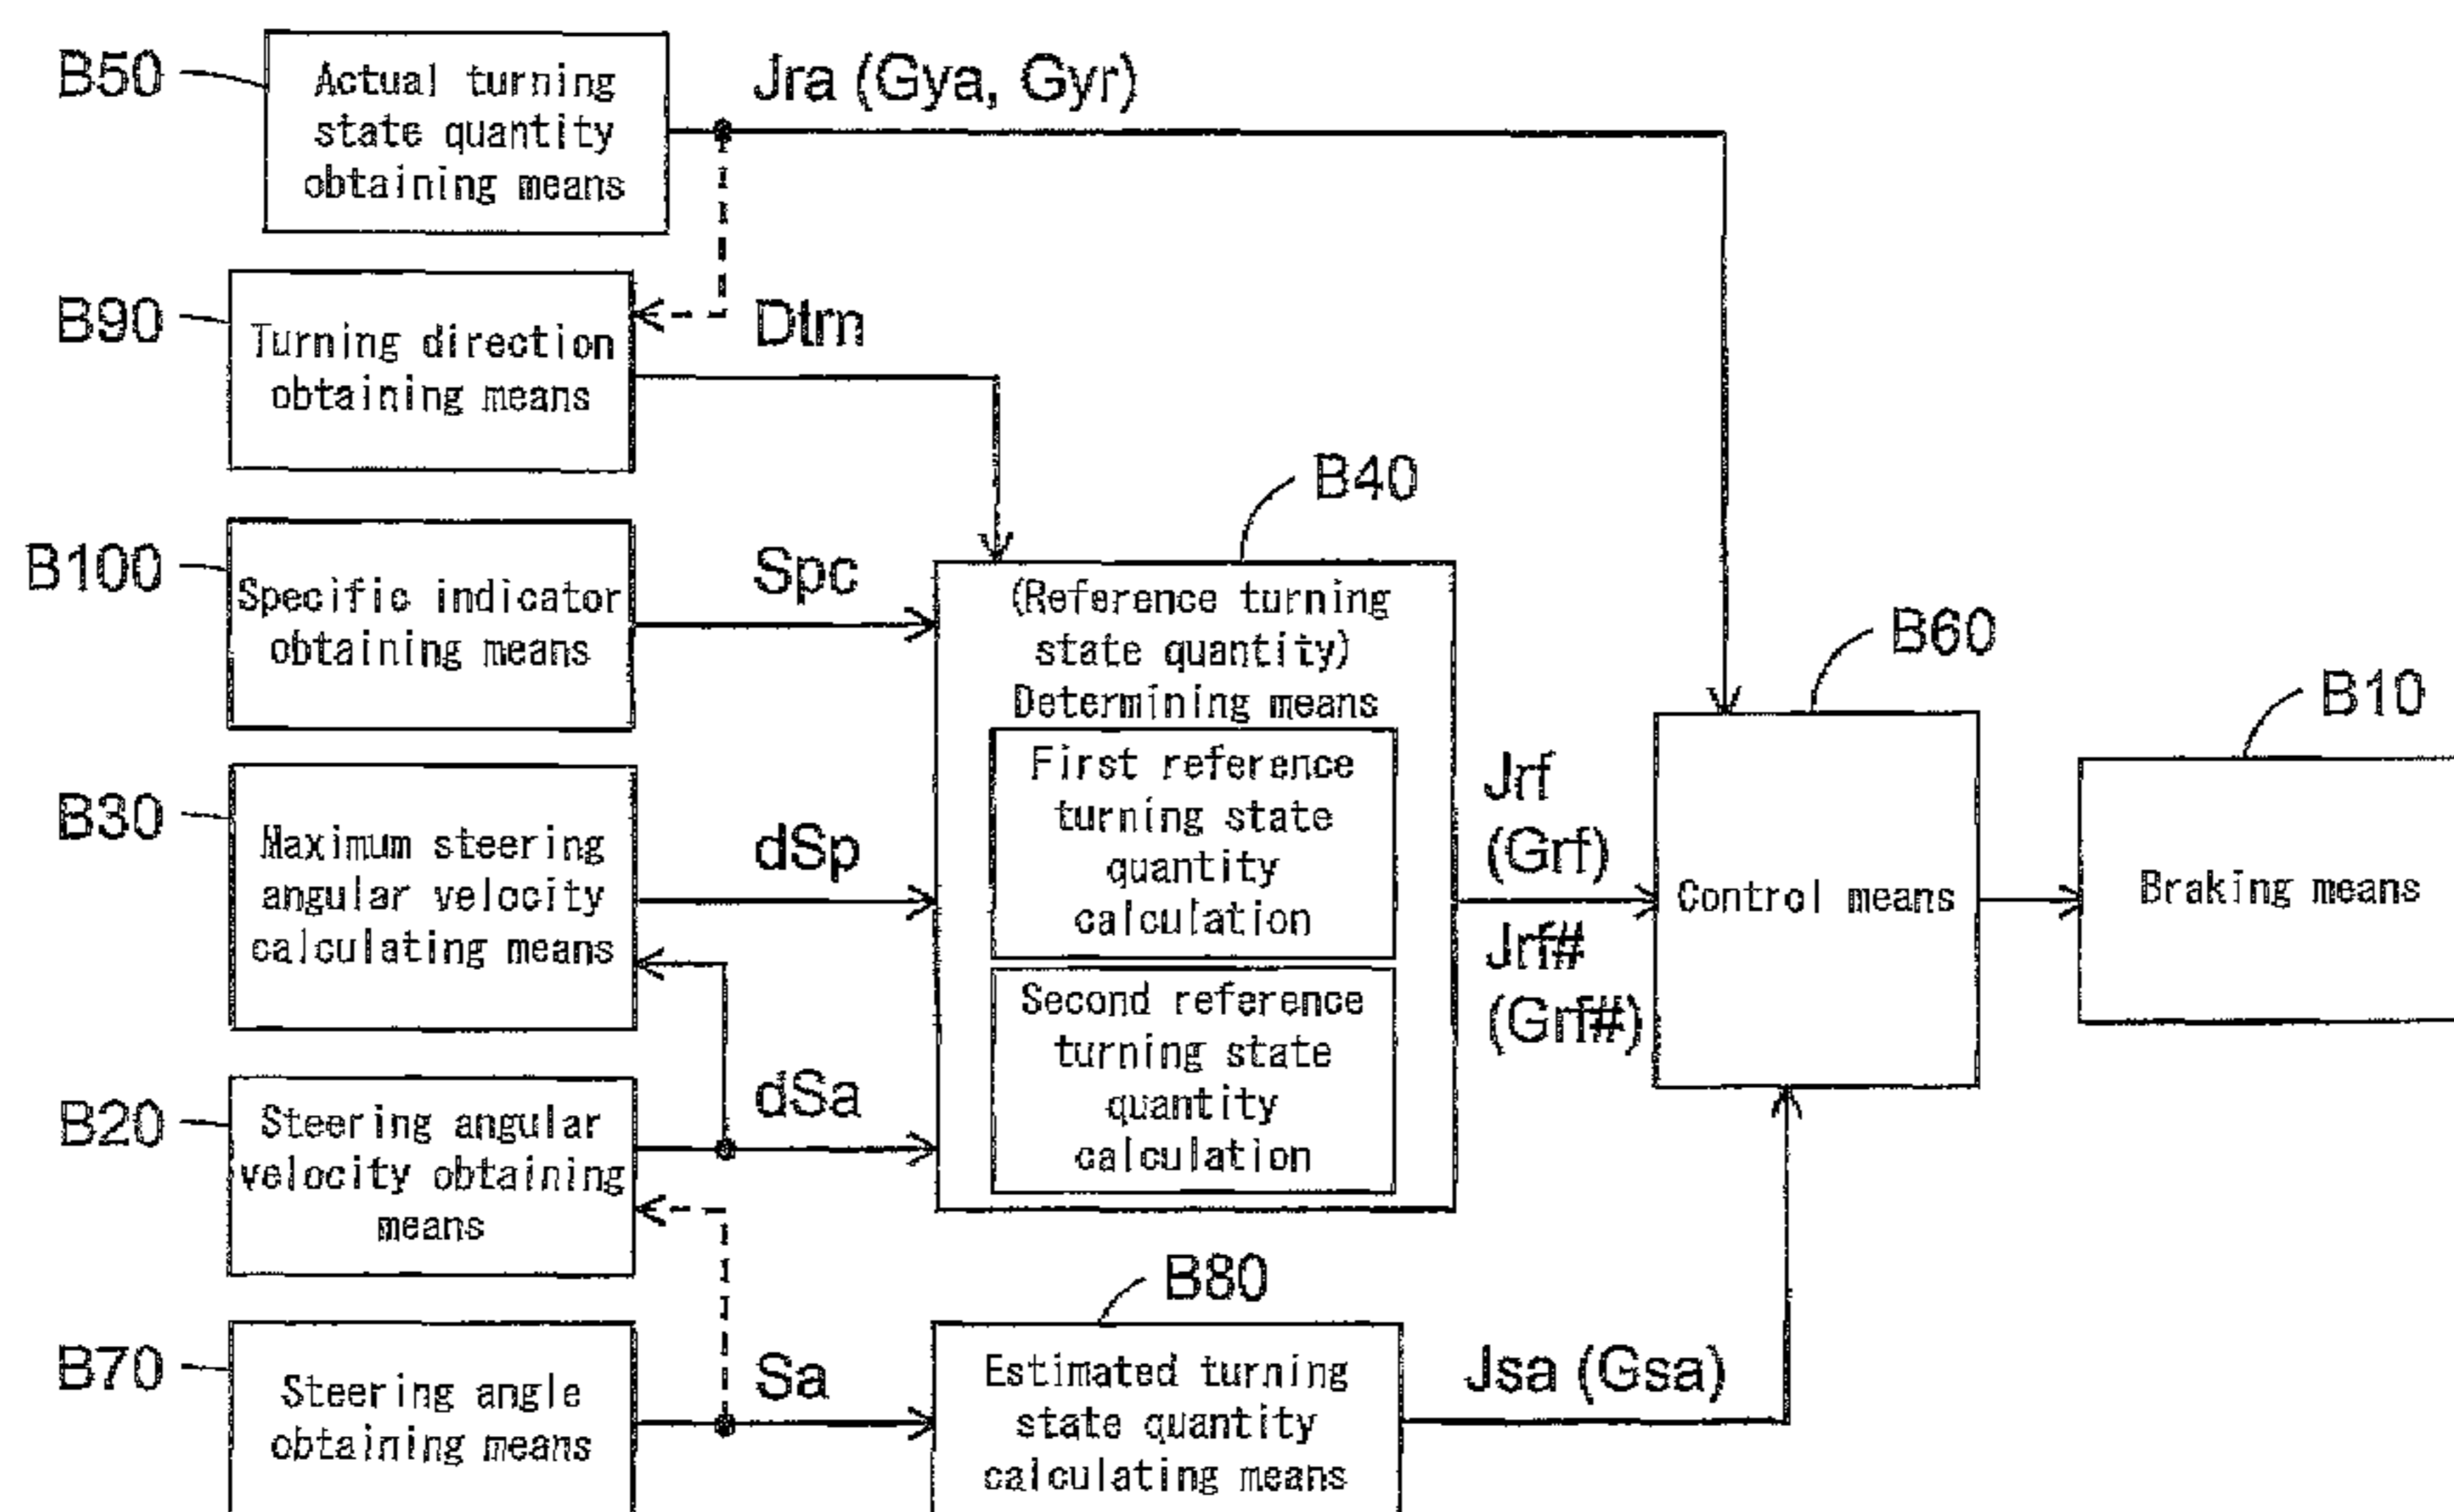 B50
Actual turning
state quantity
obtaining means
Jra (Gya, Gyr)
B90
Turning direction
obtaining means
Dtrn
B100
Specific indicator
obtaining means
Spc
B40
(Reference turning
state quantity)
Determining means
First reference
turning state
quantity
calculation
Second reference
turning state
quantity
calculation
B30
Maximum steering
angular velocity
calculating means
dSp
B20
Steering angular
velocity obtaining
means
dSa
B70
Steering angle
obtaining means
Sa
B80
Estimated turning
state quantity
calculating means
Jsa (Gsa)
Jrf
(Grf)
Jrf#
(Grf#)
B60
Control means
B10
Braking means